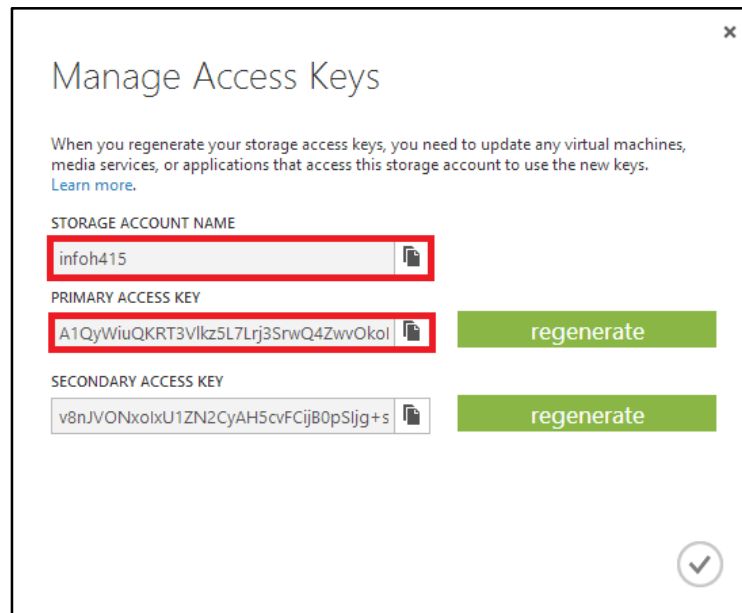 Manage Access Keys
When you regenerate your storage access keys, you need to update any virtual machines,
media services, or applications that access this storage account to use the new keys.
Learn more.
STORAGE ACCOUNT NAME
infoh415
PRIMARY ACCESS KEY
A1QyWiuQKRT3Vlkz5L7Lrj3SrwQ4ZwvOkoI
regenerate
SECONDARY ACCESS KEY
v8nJVONxoIxU1ZN2CyAH5cvFCijB0pSIjg+s
regenerate